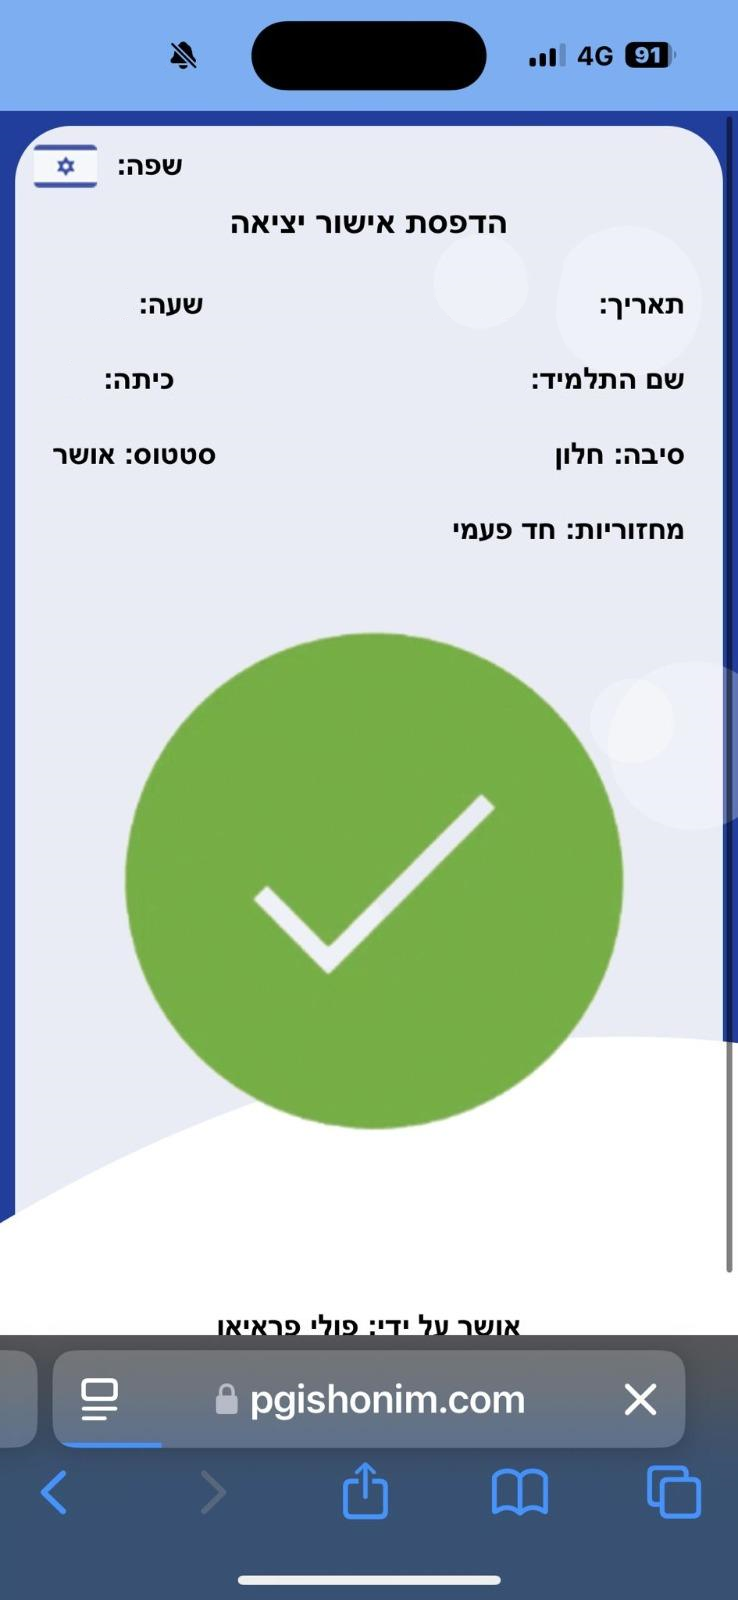 4G 91
שפה:
הדפסת אישור יציאה
תאריך: שעה:
שם התלמיד: כיתה:
סיבה: חלון סטטוס: אושר
מחזוריות: חד פעמי
אושר על ידי: פולי פראיאן
pgishonim.com